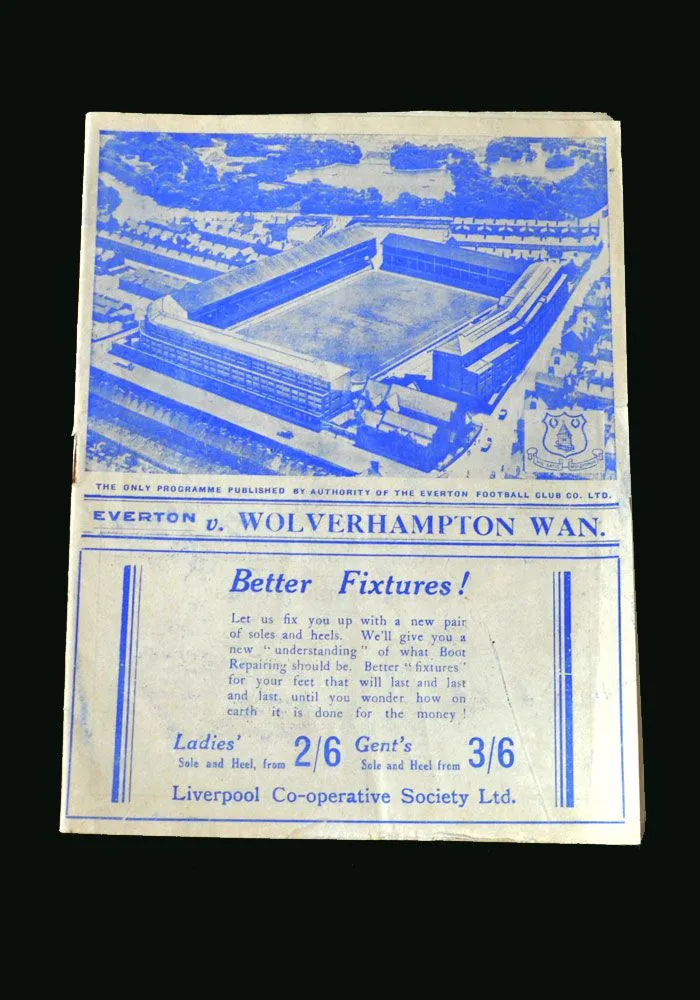 THE ONLY PROGRAMME PUBLISHED BY AUTHORITY OF THE EVERTON FOOTBALL CLUB CO. LTD.
EVERTON v. WOLVERHAMPTON WAN.
Better Fixtures!
Let us fix you up with a new pair
of soles and heels. We'll give you a
new "understanding" of what Boot
Repairing should be. Better "fixtures"
for your feet that will last and last
and last, until you wonder how on
earth it is done for the money!
Ladies' 2/6 Gent's 3/6
Sole and Heel, from Sole and Heel from
Liverpool Co-operative Society Ltd.